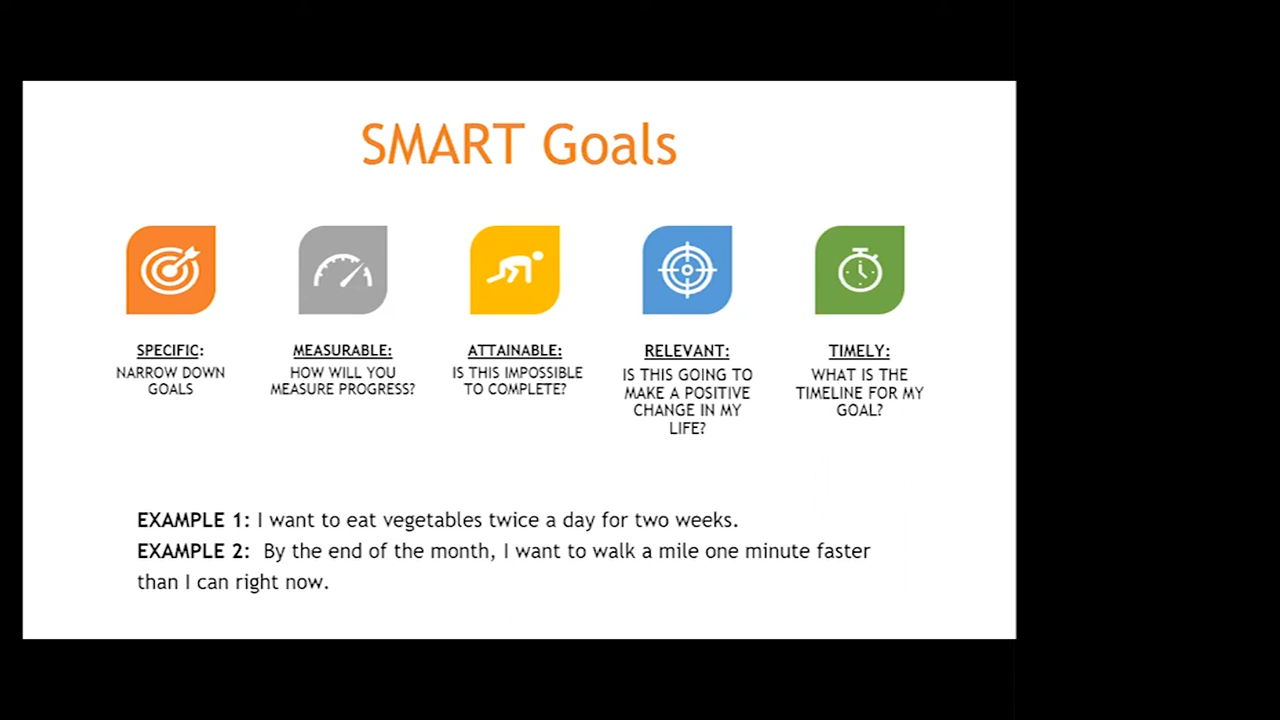 SMART Goals
SPECIFIC:
NARROW DOWN
GOALS
MEASURABLE:
HOW WILL YOU
MEASURE PROGRESS?
ATTAINABLE:
IS THIS IMPOSSIBLE
TO COMPLETE?
RELEVANT:
IS THIS GOING TO
MAKE A POSITIVE
CHANGE IN MY
LIFE?
TIMELY:
WHAT IS THE
TIMELINE FOR MY
GOAL?
EXAMPLE 1: I want to eat vegetables twice a day for two weeks.
EXAMPLE 2: By the end of the month, I want to walk a mile one minute faster
than I can right now.